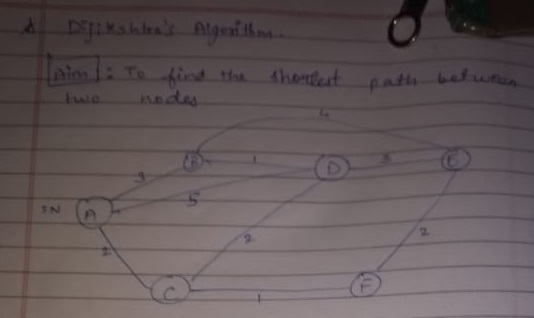 Dijikshtra's Algorithm.
[Aim]: To find the shortest path between
two nodes
4
B 1 D 3 E
3
5
SN A
2 2 2
C 1 F